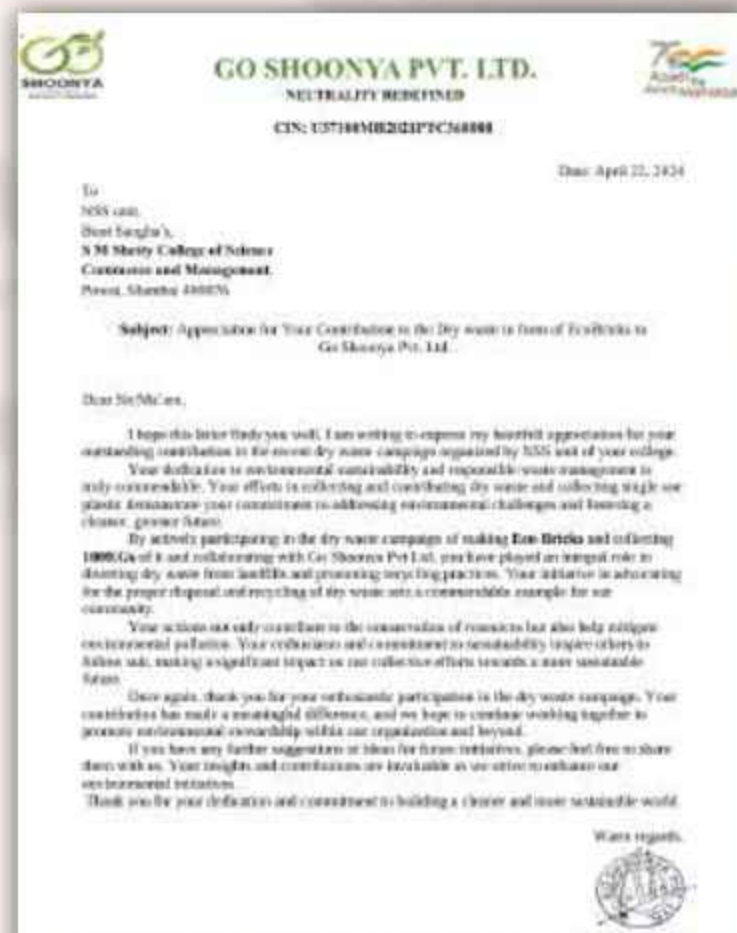 GO
SHOONYA
GO SHOONYA PVT. LTD.
NEUTRALITY REDEFINED
75
Azadi Ka
Amrit Mahotsav
Date: April 22, 2024
To
NSS unit,
Bunt Sangha's,
S M Shetty College of Science
Commerce and Management,
Powai, Mumbai 400076
Subject: Appreciation for Your Contribution to the Dry waste in form of EcoBricks to
Go Shoonya Pvt. Ltd.
Dear Sir/Ma'am,
I hope this letter finds you well. I am writing to express my heartfelt appreciation for your
outstanding contribution to the recent dry waste campaign organized by NSS unit of your college.
Your dedication to environmental sustainability and responsible waste management is
truly commendable. Your efforts in collecting and contributing dry waste and collecting single use
plastic demonstrate your commitment to addressing environmental challenges and fostering a
cleaner, greener future.
By actively participating in the dry waste campaign of making Eco-Bricks and collecting
of it and collaborating with Go Shoonya Pvt Ltd, you have played an integral role in
diverting dry waste from landfills and promoting recycling practices. Your initiative in advocating
for the proper disposal and recycling of dry waste sets a commendable example for our
community.
Your actions not only contribute to the conservation of resources but also help mitigate
environmental pollution. Your enthusiasm and commitment to sustainability inspire others to
follow suit, making a significant impact on our collective efforts towards a more sustainable
future.
Once again, thank you for your enthusiastic participation in the dry waste campaign. Your
contribution has made a meaningful difference, and we hope to continue working together to
promote environmental stewardship within our organization and beyond.
If you have any further suggestions or ideas for future initiatives, please feel free to share
them with us. Your insights and contributions are invaluable as we strive to enhance our
environmental initiatives.
Thank you for your dedication and commitment to building a cleaner and more sustainable world.
Warm regards,